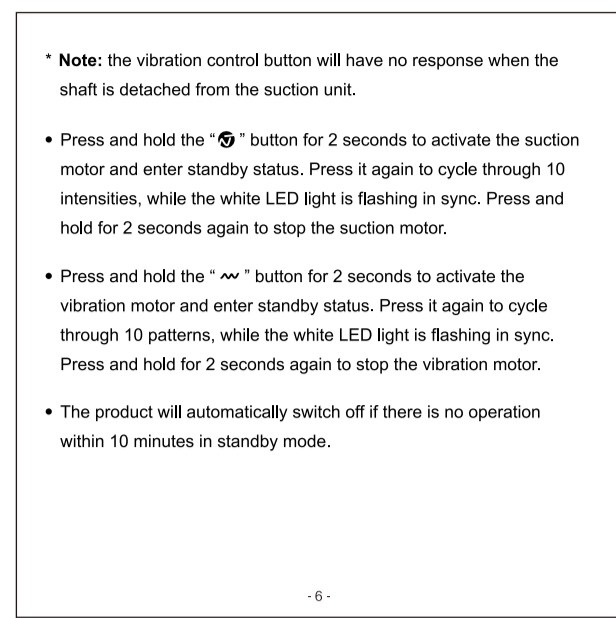 * Note: the vibration control button will have no response when the
shaft is detached from the suction unit.
• Press and hold the “ ” button for 2 seconds to activate the suction
motor and enter standby status. Press it again to cycle through 10
intensities, while the white LED light is flashing in sync. Press and
hold for 2 seconds again to stop the suction motor.
• Press and hold the “ ” button for 2 seconds to activate the
vibration motor and enter standby status. Press it again to cycle
through 10 patterns, while the white LED light is flashing in sync.
Press and hold for 2 seconds again to stop the vibration motor.
• The product will automatically switch off if there is no operation
within 10 minutes in standby mode.
- 6 -